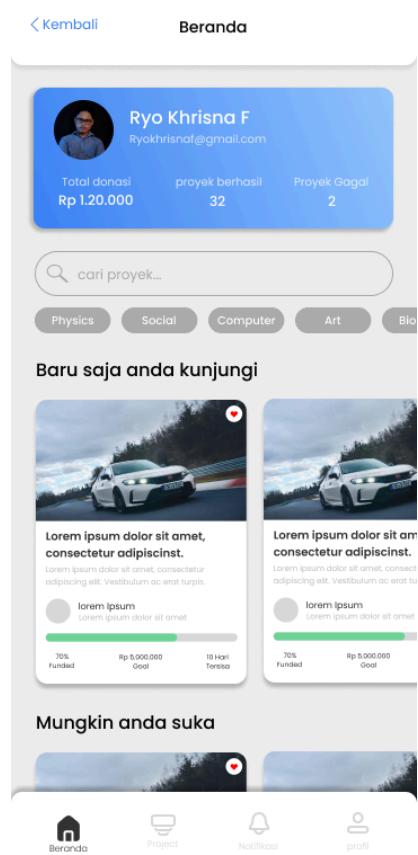 Kembali
Beranda
Ryo Khrisna F
Ryokhrisnaf@gmail.com
Total donasi proyek berhasil Proyek Gagal
Rp 1.20.000 32 2
cari proyek...
Physics Social Computer Art Bio
Baru saja anda kunjungi
Lorem ipsum dolor sit amet,
consectetur adipiscinst.
Lorem ipsum dolor sit amet, consectetur
adipiscing elit. Vestibulum ac erat turpis.
lorem Ipsum
Lorem ipsum dolor sit amet
70% Rp 5,000,000 10 Hari
Funded Goal Tersisa
Lorem ipsum dolor sit am
consectetur adipiscinst.
Lorem ipsum dolor sit amet, consect
adipiscing elit. Vestibulum ac erat tu
lorem Ipsum
Lorem ipsum dolor sit amet
70% Rp 5,000,000
Funded Goal
Mungkin anda suka
Beranda Project Notifikasi profil